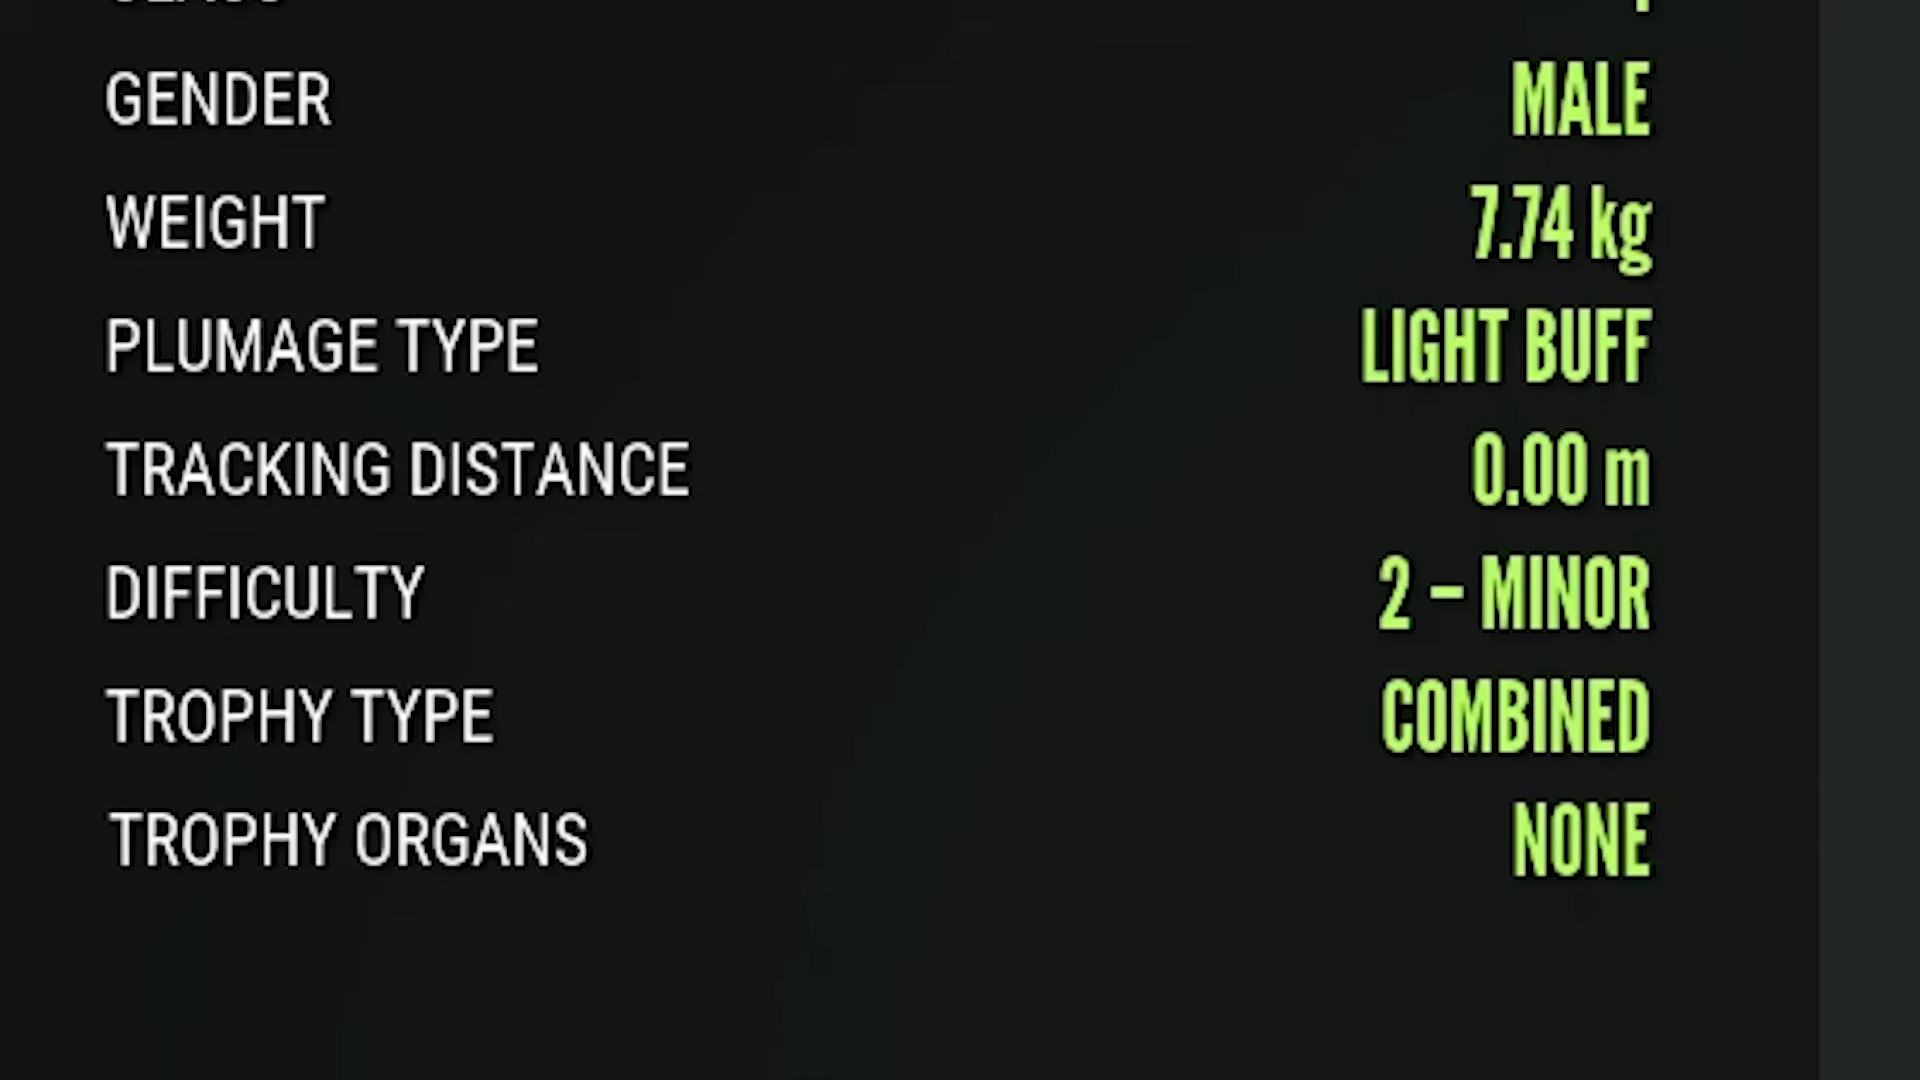 GENDER MALE
WEIGHT 7.74 kg
PLUMAGE TYPE LIGHT BUFF
TRACKING DISTANCE 0.00 m
DIFFICULTY 2 – MINOR
TROPHY TYPE COMBINED
TROPHY ORGANS NONE